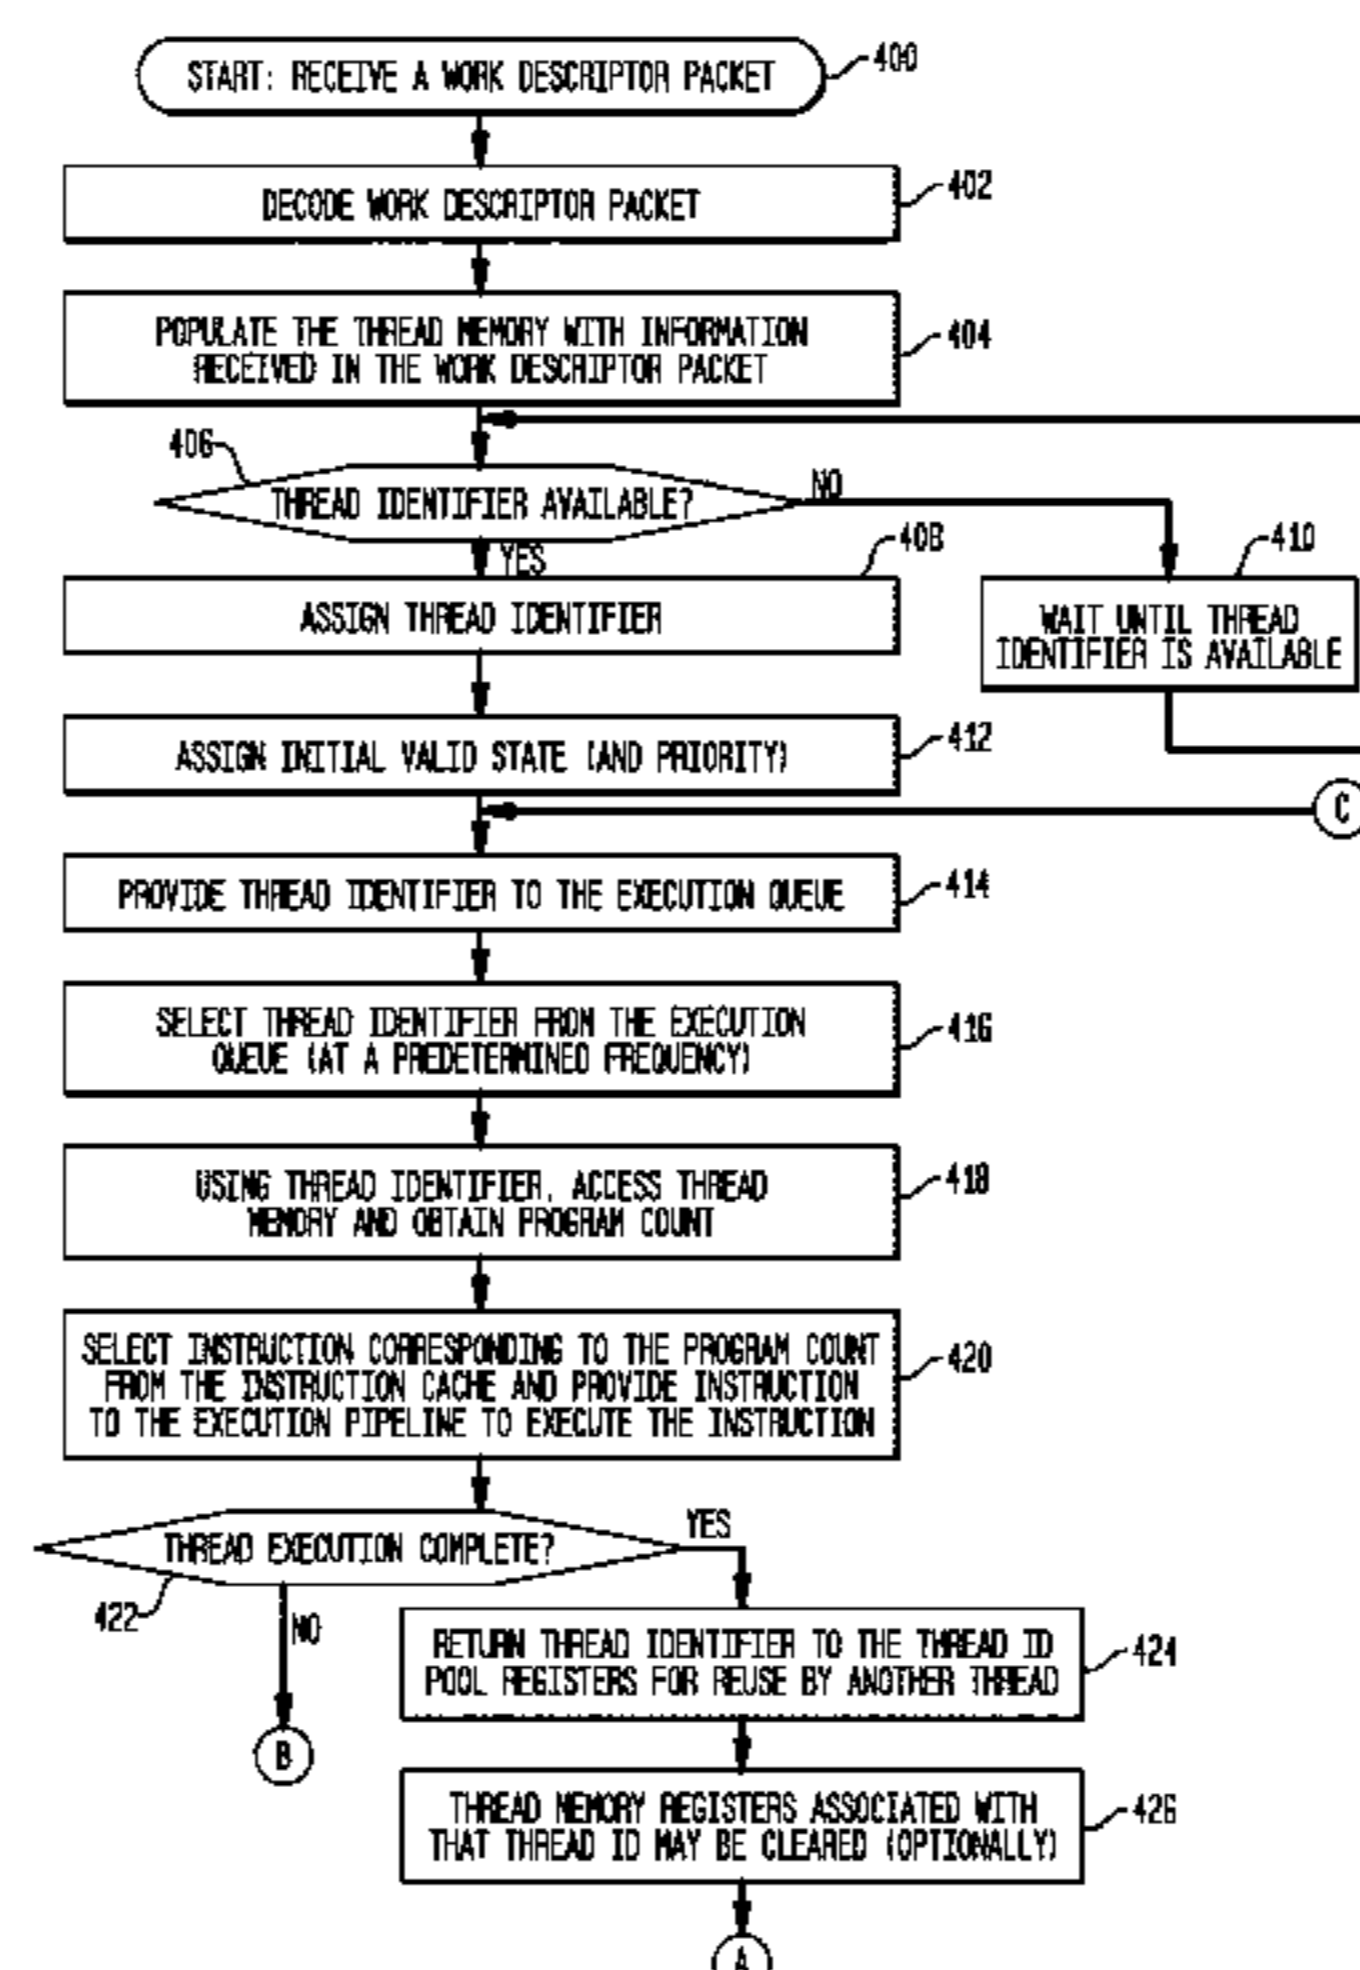 START: RECEIVE A WORK DESCRIPTOR PACKET
400
DECODE WORK DESCRIPTOR PACKET
402
POPULATE THE THREAD MEMORY WITH INFORMATION
RECEIVED IN THE WORK DESCRIPTOR PACKET
404
406
THREAD IDENTIFIER AVAILABLE?
NO
YES
408
ASSIGN THREAD IDENTIFIER
410
WAIT UNTIL THREAD
IDENTIFIER IS AVAILABLE
ASSIGN INITIAL VALID STATE (AND PRIORITY)
412
C
PROVIDE THREAD IDENTIFIER TO THE EXECUTION QUEUE
414
SELECT THREAD IDENTIFIER FROM THE EXECUTION
QUEUE (AT A PREDETERMINED FREQUENCY)
416
USING THREAD IDENTIFIER, ACCESS THREAD
MEMORY AND OBTAIN PROGRAM COUNT
418
SELECT INSTRUCTION CORRESPONDING TO THE PROGRAM COUNT
FROM THE INSTRUCTION CACHE AND PROVIDE INSTRUCTION
TO THE EXECUTION PIPELINE TO EXECUTE THE INSTRUCTION
420
THREAD EXECUTION COMPLETE?
YES
422
NO
RETURN THREAD IDENTIFIER TO THE THREAD ID
POOL REGISTERS FOR REUSE BY ANOTHER THREAD
424
B
THREAD MEMORY REGISTERS ASSOCIATED WITH
THAT THREAD ID MAY BE CLEARED (OPTIONALLY)
426
A